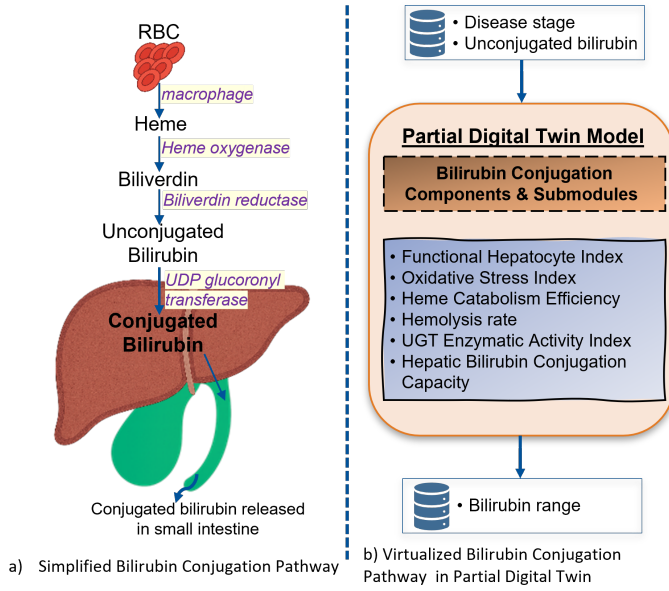 RBC
macrophage
Heme
Heme oxygenase
Biliverdin
Biliverdin reductase
Unconjugated
Bilirubin
UDP glucoronyl
transferase
Conjugated
Bilirubin
Conjugated bilirubin released
in small intestine
a) Simplified Bilirubin Conjugation Pathway
• Disease stage
• Unconjugated bilirubin
Partial Digital Twin Model
Bilirubin Conjugation
Components & Submodules
• Functional Hepatocyte Index
• Oxidative Stress Index
• Heme Catabolism Efficiency
• Hemolysis rate
• UGT Enzymatic Activity Index
• Hepatic Bilirubin Conjugation
Capacity
• Bilirubin range
b) Virtualized Bilirubin Conjugation
Pathway in Partial Digital Twin